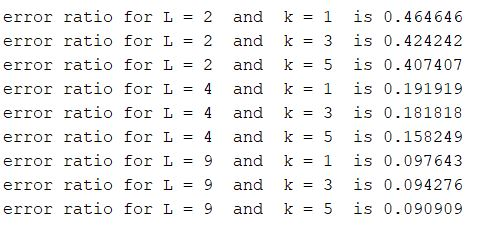 error ratio for L = 2  and  k = 1  is 0.464646
error ratio for L = 2  and  k = 3  is 0.424242
error ratio for L = 2  and  k = 5  is 0.407407
error ratio for L = 4  and  k = 1  is 0.191919
error ratio for L = 4  and  k = 3  is 0.181818
error ratio for L = 4  and  k = 5  is 0.158249
error ratio for L = 9  and  k = 1  is 0.097643
error ratio for L = 9  and  k = 3  is 0.094276
error ratio for L = 9  and  k = 5  is 0.090909